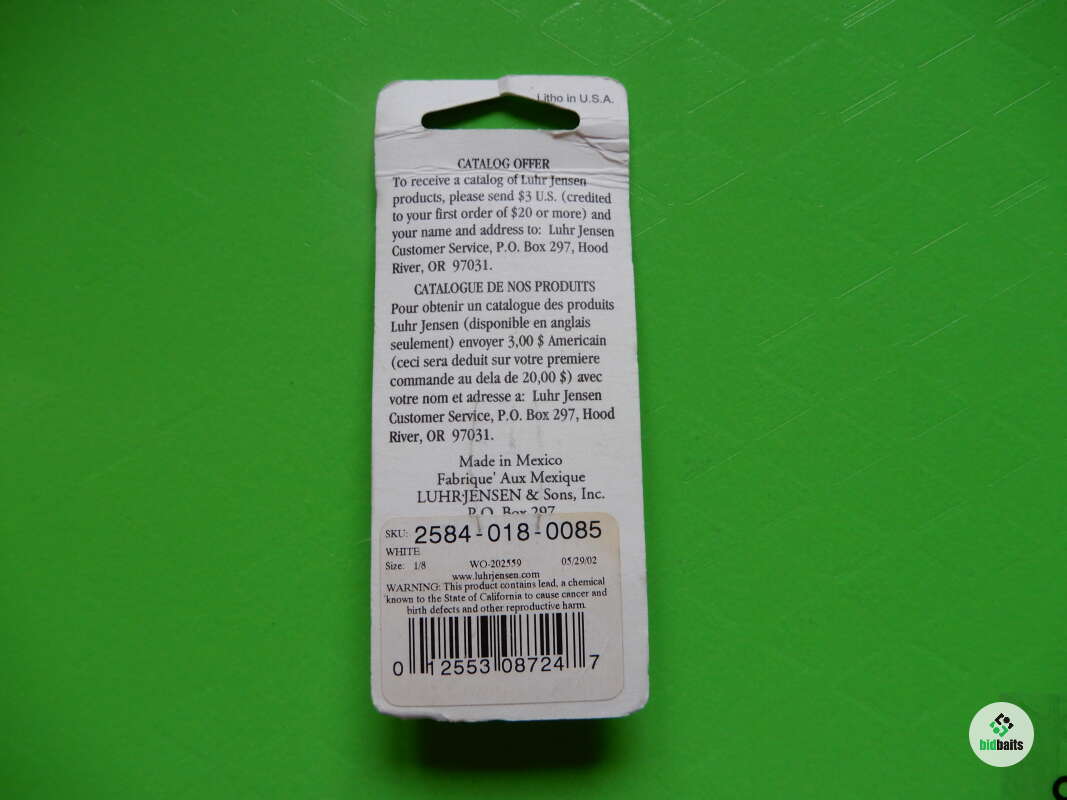 Litho in U.S.A.
CATALOG OFFER
To receive a catalog of Luhr Jensen
products, please send $3 U.S. (credited
to your first order of $20 or more) and
your name and address to: Luhr Jensen
Customer Service, P.O. Box 297, Hood
River, OR 97031.
CATALOGUE DE NOS PRODUITS
Pour obtenir un catalogue des produits
Luhr Jensen (disponible en anglais
seulement) envoyer 3,00 $ Americain
(ceci sera deduit sur votre premiere
commande au dela de 20,00 $) avec
votre nom et adresse a: Luhr Jensen
Customer Service, P.O. Box 297, Hood
River, OR 97031.
Made in Mexico
Fabrique' Aux Mexique
LUHR JENSEN & Sons, Inc.
P.O. Box 297
SKU: 2584-018-0085
WHITE
Size: 1/8 WO-202559 05/29/02
www.luhrjensen.com
WARNING: This product contains lead, a chemical
known to the State of California to cause cancer and
birth defects and other reproductive harm.
0 12553 08724 7
bidbaits